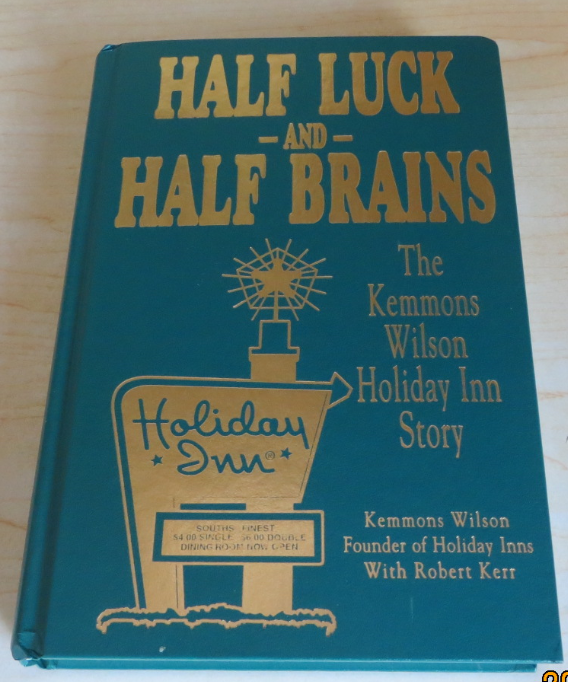 HALF LUCK
– AND –
HALF BRAINS
The
Kemmons
Wilson
Holiday Inn
Story
Holiday
Inn®
SOUTHS FINEST
$4.00 SINGLE $6.00 DOUBLE
DINING ROOM NOW OPEN
Kemmons Wilson
Founder of Holiday Inns
With Robert Kerr